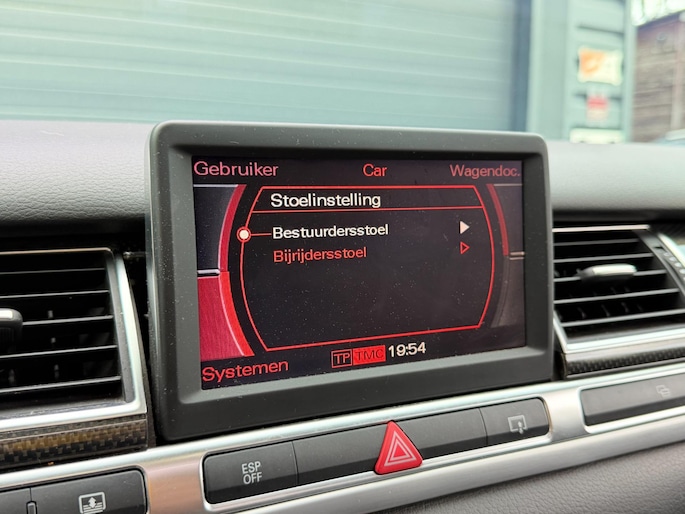 Gebruiker Car Wagendoc.
Stoelinstelling
Bestuurdersstoel
Bijrijdersstoel
Systemen TP TMC 19:54
ESP
OFF